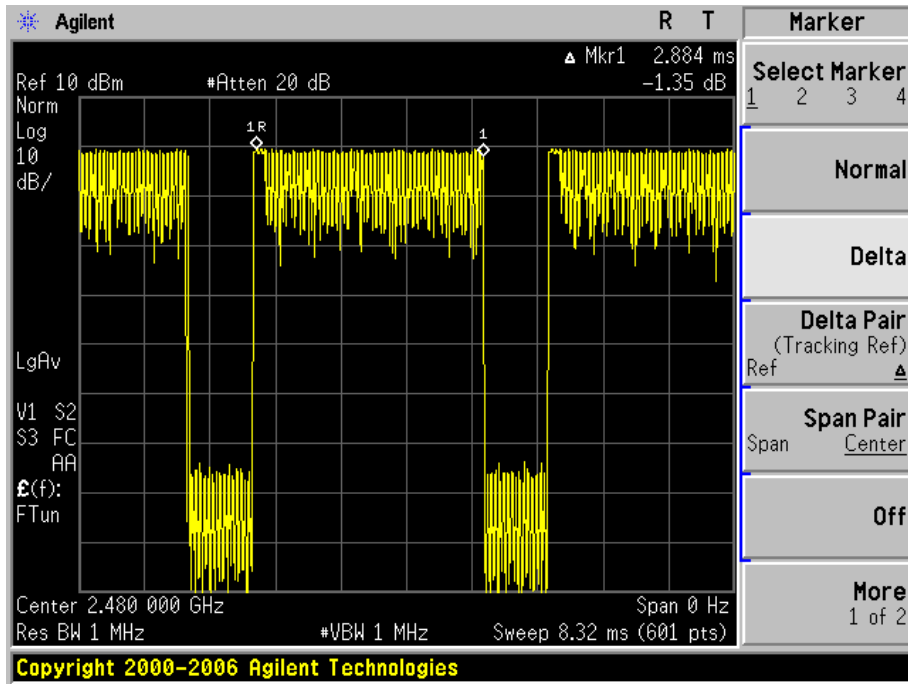 Agilent R T Marker
Δ Mkr1 2.884 ms
Ref 10 dBm #Atten 20 dB -1.35 dB
Select Marker
1 2 3 4
Norm
Log
10
dB/
1R
1
Normal
Delta
Delta Pair
(Tracking Ref)
Ref Δ
LgAv
V1 S2
S3 FC
AA
Span Pair
Span Center
£(f):
FTun
Off
Center 2.480 000 GHz Span 0 Hz
Res BW 1 MHz #VBW 1 MHz Sweep 8.32 ms (601 pts)
More
1 of 2
Copyright 2000-2006 Agilent Technologies